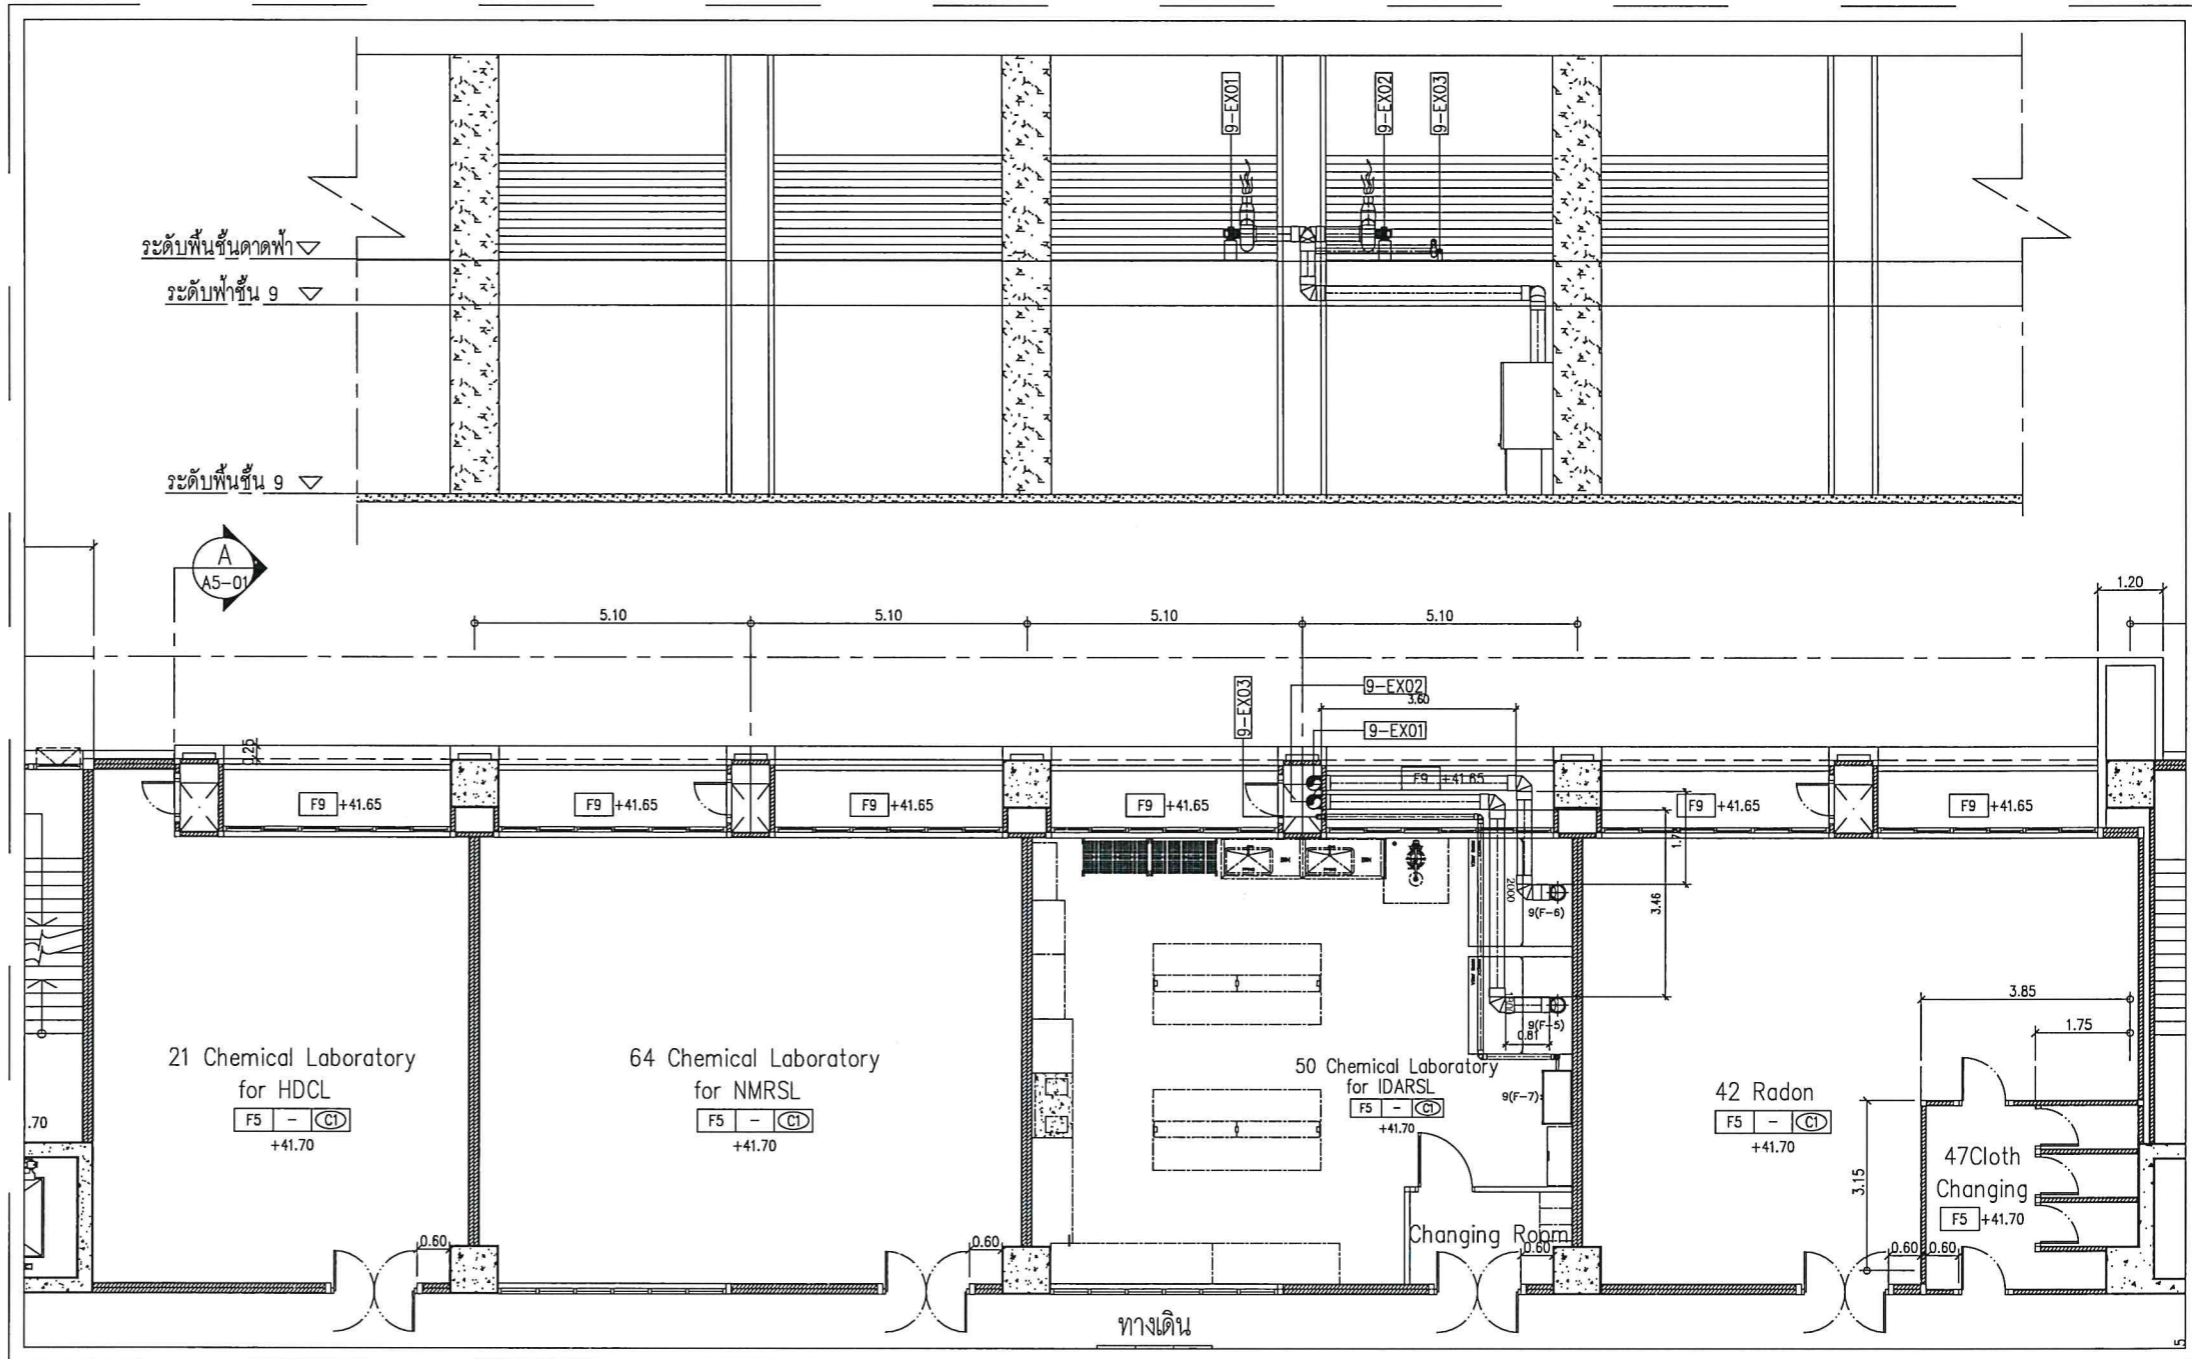 9-EX01
9-EX02
9-EX03
ระดับพื้นชั้นดาดฟ้า
ระดับฟ้าชั้น 9
ระดับพื้นชั้น 9
A
A5-01
5.10
5.10
5.10
5.10
1.20
9-EX03
9-EX02
3.60
9-EX01
0.25
F9 +41.65
F9 +41.65
F9 +41.65
F9 +41.65
F9 +41.65
F9 +41.65
F9 +41.65
2000
9(F-6)
3.46
9(F-5)
0.81
3.85
1.75
21 Chemical Laboratory
for HDCL
F5 - C1
+41.70
64 Chemical Laboratory
for NMRSL
F5 - C1
+41.70
50 Chemical Laboratory
for IDARSL
F5 - C1
+41.70
9(F-7)
42 Radon
F5 - C1
+41.70
.70
3.15
47Cloth
Changing
F5 +41.70
Changing Room
0.60
0.60
0.60
0.60
0.60
ทางเดิน
5